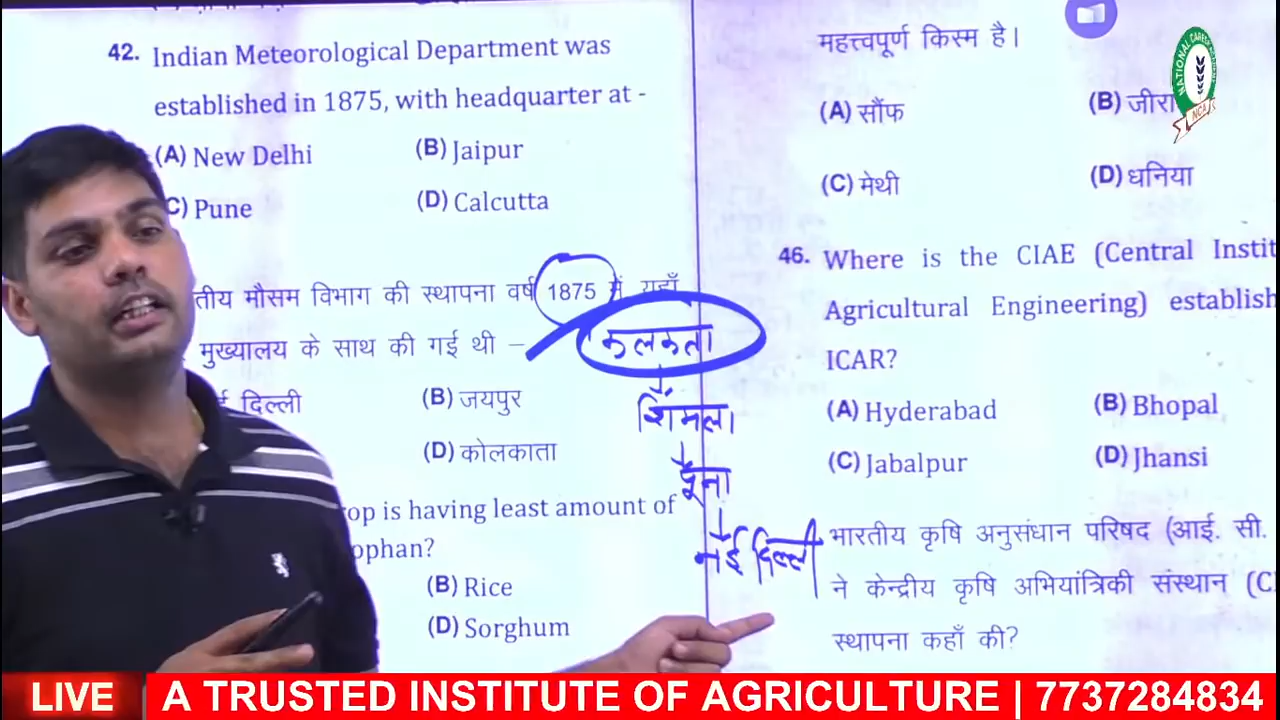 42. Indian Meteorological Department was
established in 1875, with headquarter at -
(A) New Delhi (B) Jaipur
C) Pune (D) Calcutta
तीय मौसम विभाग की स्थापना वर्ष 1875 में यहाँ
मुख्यालय के साथ की गई थी –
कलकता
दिल्ली (B) जयपुर
(D) कोलकाता
शिमला
पूना
नई दिल्ली
op is having least amount of
ophan?
(B) Rice
(D) Sorghum
महत्त्वपूर्ण किस्म है।
(A) सौंफ (B) जीरा
(C) मेथी (D) धनिया
46. Where is the CIAE (Central Instit
Agricultural Engineering) establish
ICAR?
(A) Hyderabad (B) Bhopal
(C) Jabalpur (D) Jhansi
भारतीय कृषि अनुसंधान परिषद (आई. सी.
ने केन्द्रीय कृषि अभियांत्रिकी संस्थान (C
स्थापना कहाँ की?
NCA
LIVE A TRUSTED INSTITUTE OF AGRICULTURE | 7737284834